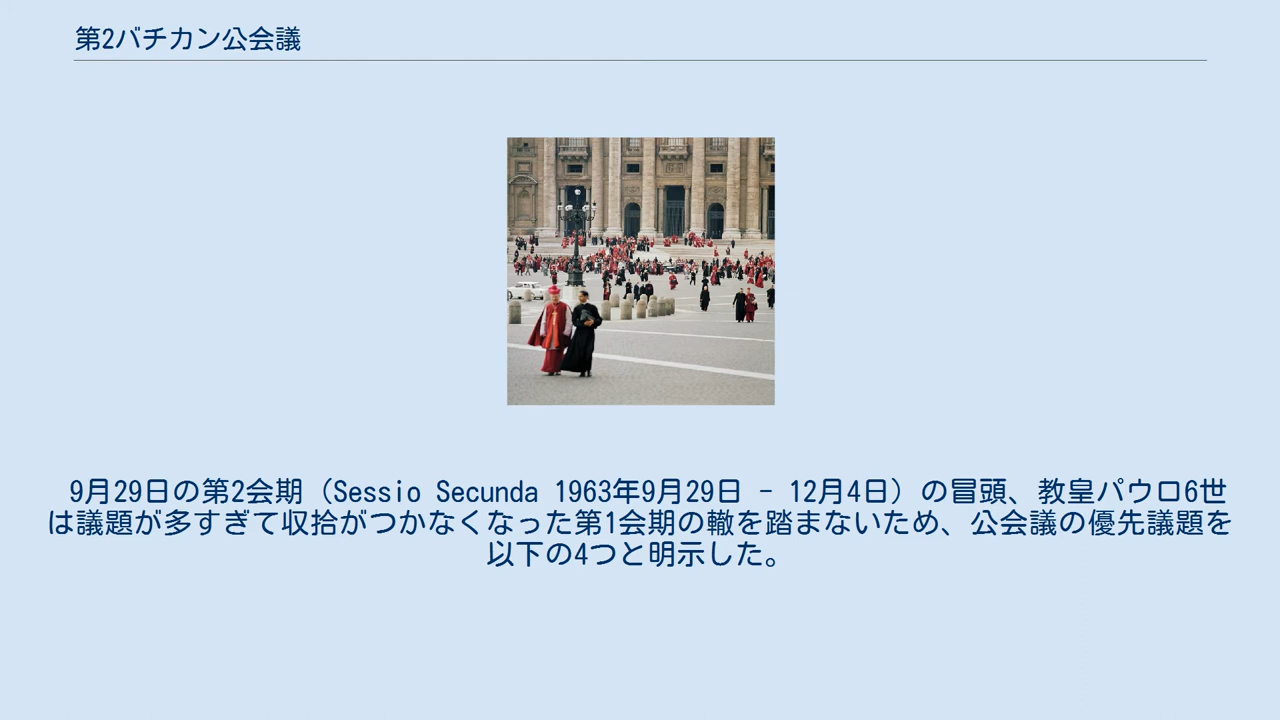 第2バチカン公会議
9月29日の第2会期（Sessio Secunda 1963年9月29日 - 12月4日）の冒頭、教皇パウロ6世
は議題が多すぎて収拾がつかなくなった第1会期の轍を踏まないため、公会議の優先議題を
以下の4つと明示した。